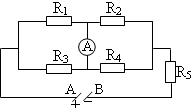 R₁ R₂
A
R₃ R₄
R₅
A B